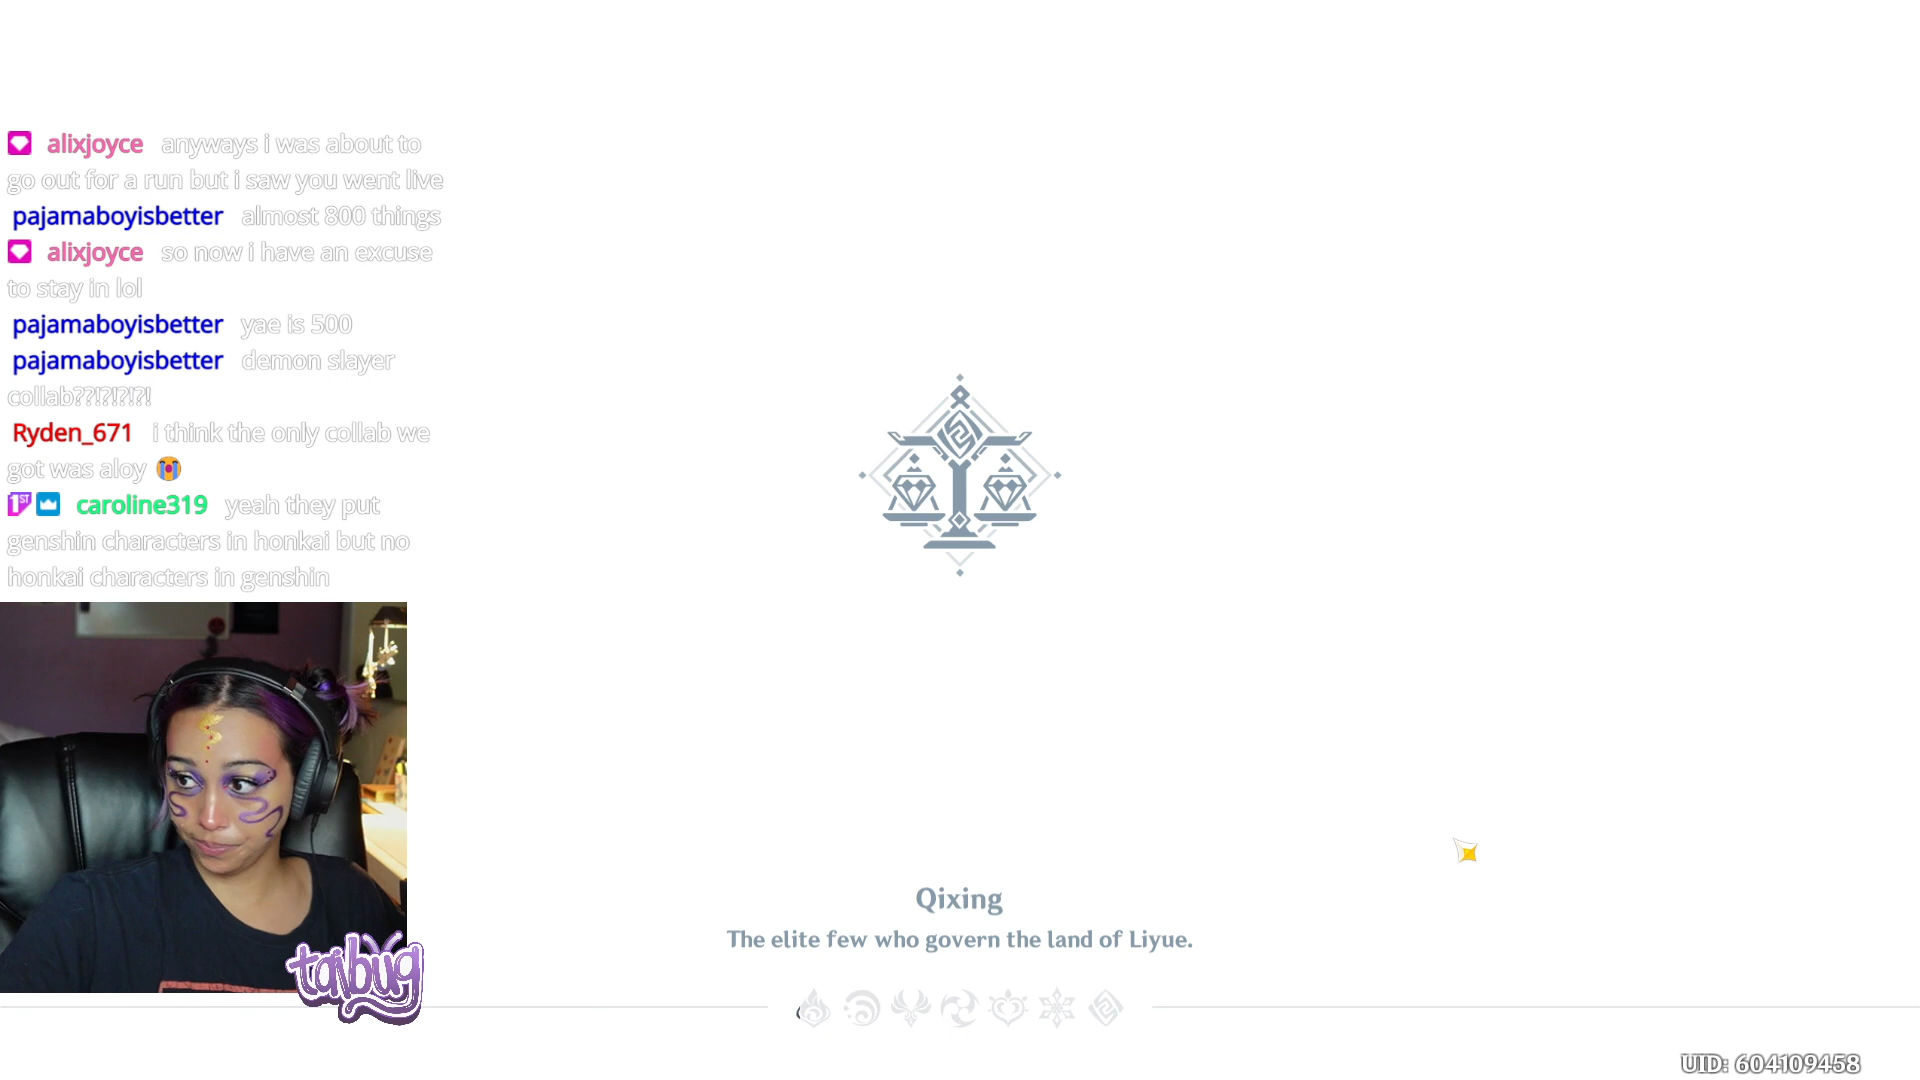 alixjoyce anyways i was about to
go out for a run but i saw you went live
pajamaboyisbetter almost 800 things
alixjoyce so now i have an excuse
to stay in lol
pajamaboyisbetter yae is 500
pajamaboyisbetter demon slayer
collab??!?!?!?!
Ryden_671 i think the only collab we
got was aloy 😭
1ST caroline319 yeah they put
genshin characters in honkai but no
honkai characters in genshin
taibug
Qixing
The elite few who govern the land of Liyue.
UID: 604109458